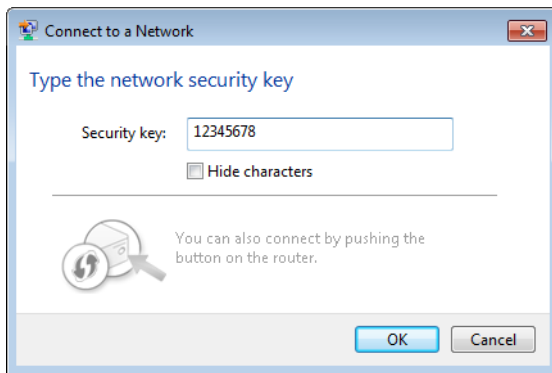 Connect to a Network
Type the network security key
Security key: 12345678
Hide characters
You can also connect by pushing the
button on the router.
OK Cancel